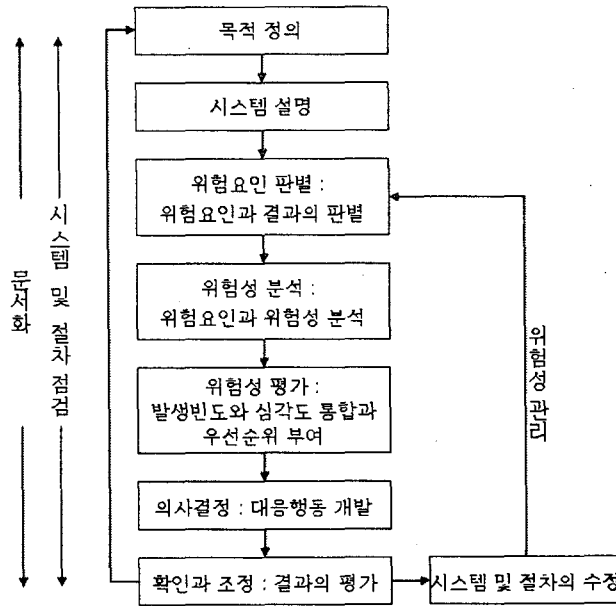 목적 정의
시스템 설명
위험요인 판별 :
위험요인과 결과의 판별
위험성 분석 :
위험요인과 위험성 분석
위험성 평가 :
발생빈도와 심각도 통합과
우선순위 부여
의사결정 : 대응행동 개발
확인과 조정 : 결과의 평가
시스템 및 절차의 수정
문서화
시스템 및 절차점검
위험성 관리